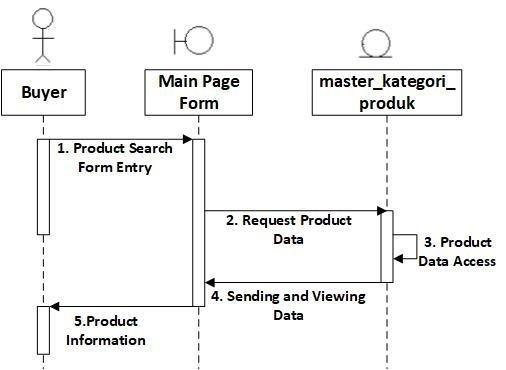 Buyer
Main Page
Form
master_kategori_
produk
1. Product Search
Form Entry
2. Request Product
Data
3. Product
Data Access
4. Sending and Viewing
Data
5.Product
Information